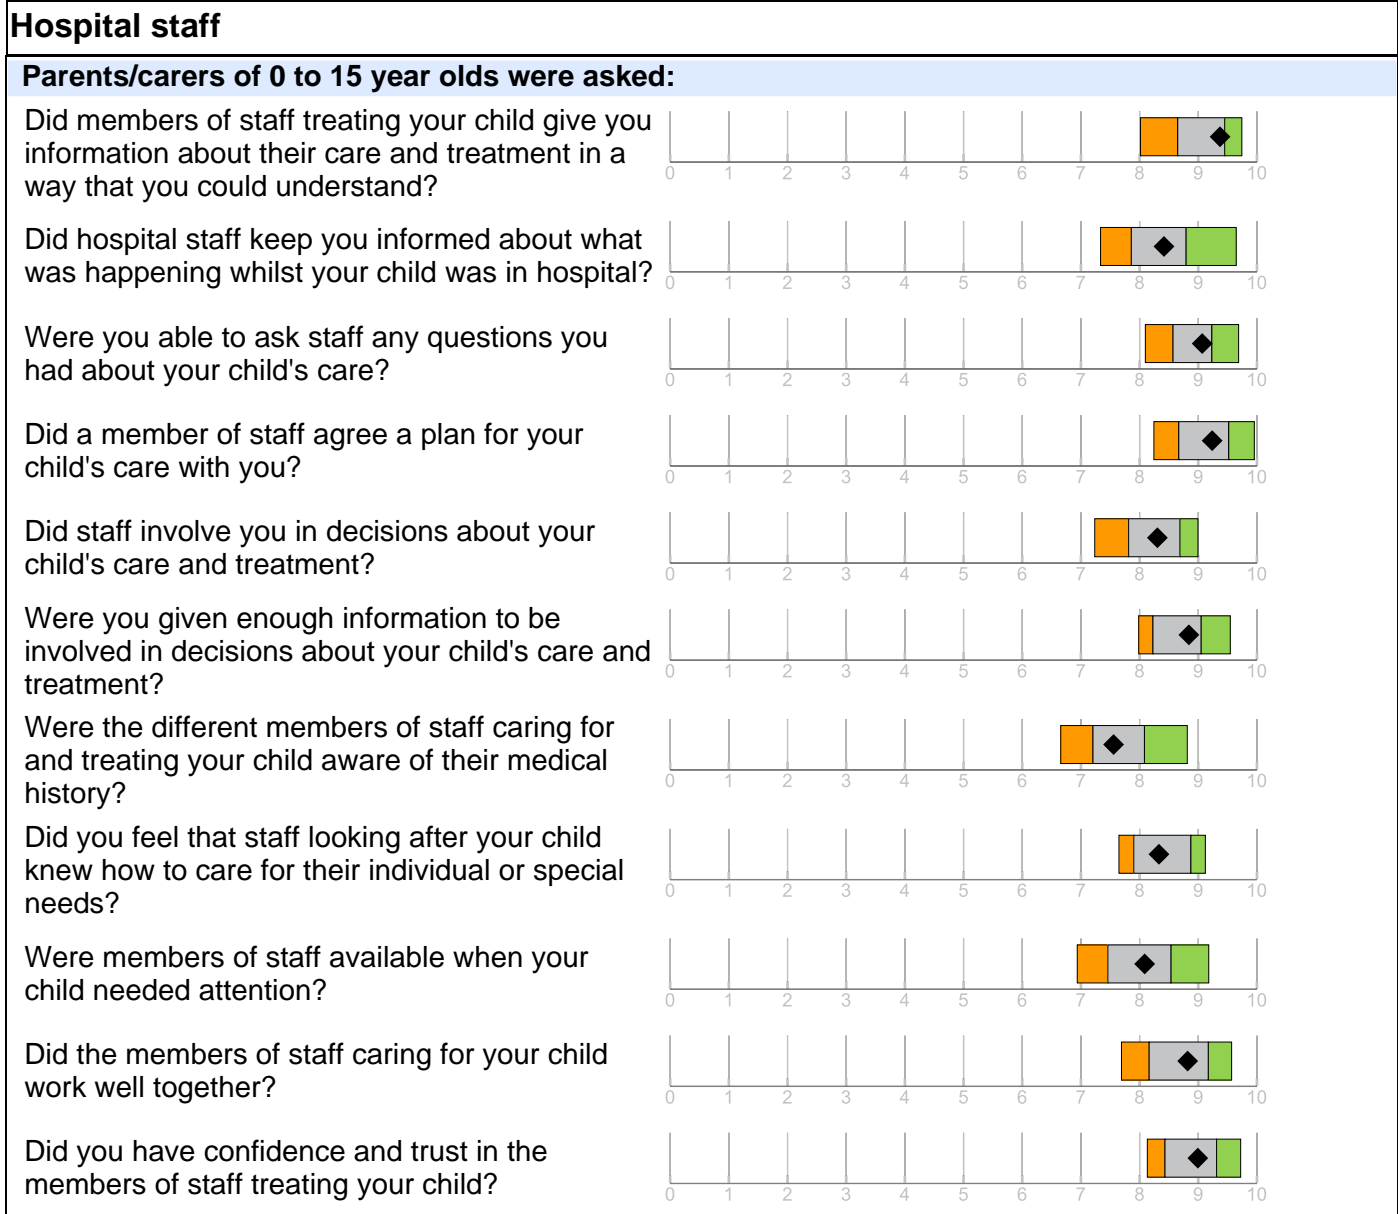 Hospital staff
Parents/carers of 0 to 15 year olds were asked:
Did members of staff treating your child give you
information about their care and treatment in a
way that you could understand?
0 1 2 3 4 5 6 7 8 9 10
Did hospital staff keep you informed about what
was happening whilst your child was in hospital?
0 1 2 3 4 5 6 7 8 9 10
Were you able to ask staff any questions you
had about your child's care?
0 1 2 3 4 5 6 7 8 9 10
Did a member of staff agree a plan for your
child's care with you?
0 1 2 3 4 5 6 7 8 9 10
Did staff involve you in decisions about your
child's care and treatment?
0 1 2 3 4 5 6 7 8 9 10
Were you given enough information to be
involved in decisions about your child's care and
treatment?
0 1 2 3 4 5 6 7 8 9 10
Were the different members of staff caring for
and treating your child aware of their medical
history?
0 1 2 3 4 5 6 7 8 9 10
Did you feel that staff looking after your child
knew how to care for their individual or special
needs?
0 1 2 3 4 5 6 7 8 9 10
Were members of staff available when your
child needed attention?
0 1 2 3 4 5 6 7 8 9 10
Did the members of staff caring for your child
work well together?
0 1 2 3 4 5 6 7 8 9 10
Did you have confidence and trust in the
members of staff treating your child?
0 1 2 3 4 5 6 7 8 9 10